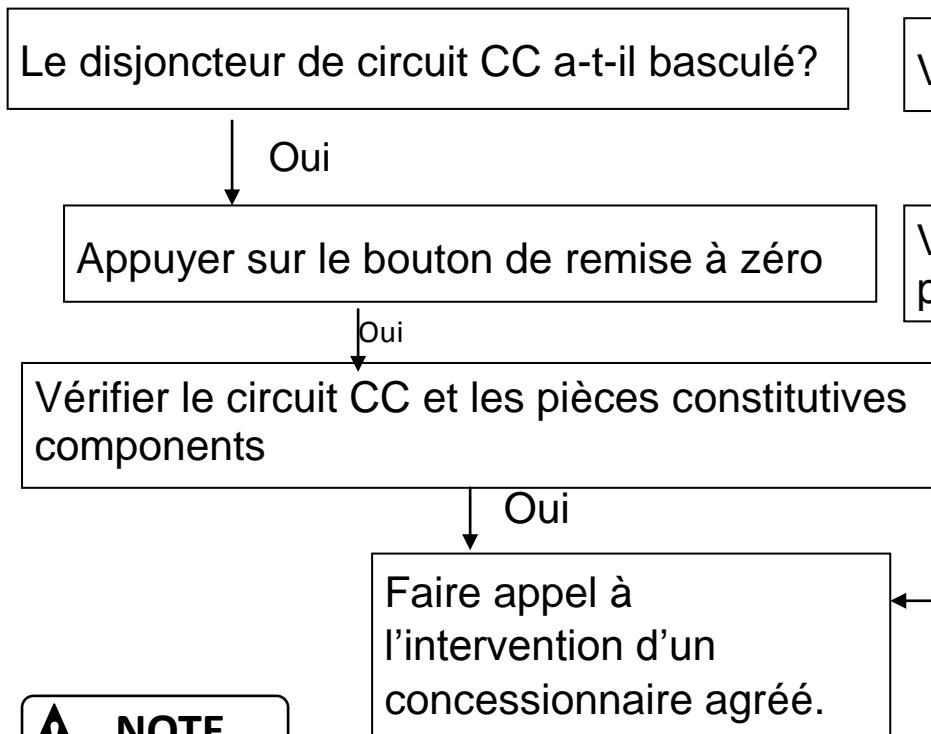 Le disjoncteur de circuit CC a-t-il basculé?
Oui
Appuyer sur le bouton de remise à zéro
Oui
Vérifier le circuit CC et les pièces constitutives
components
Oui
Faire appel à
l’intervention d’un
concessionnaire agréé.
NOTE